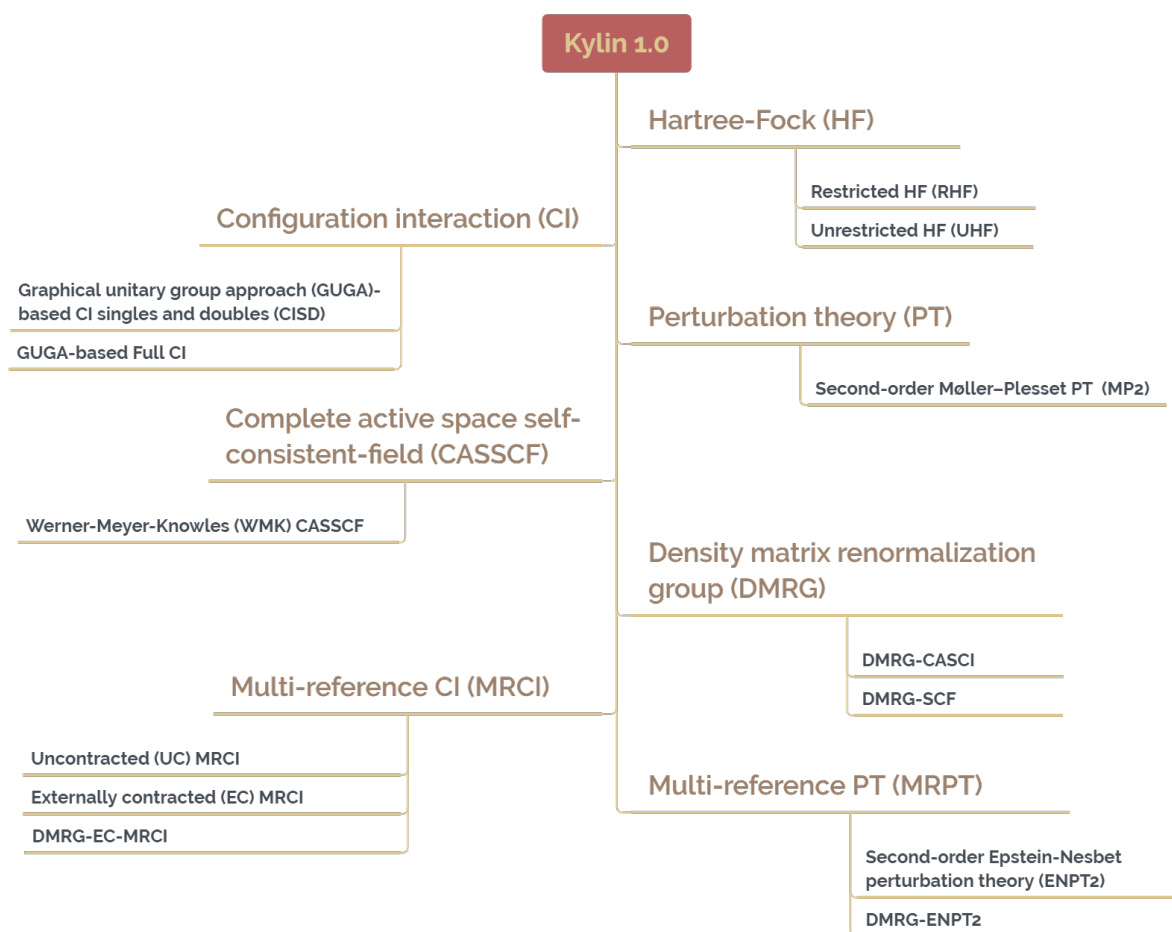 Kylin 1.0
Hartree-Fock (HF)
Restricted HF (RHF)
Unrestricted HF (UHF)
Configuration interaction (CI)
Graphical unitary group approach (GUGA)-
based CI singles and doubles (CISD)
GUGA-based Full CI
Perturbation theory (PT)
Second-order Møller–Plesset PT (MP2)
Complete active space self-
consistent-field (CASSCF)
Werner-Meyer-Knowles (WMK) CASSCF
Density matrix renormalization
group (DMRG)
DMRG-CASCI
DMRG-SCF
Multi-reference CI (MRCI)
Uncontracted (UC) MRCI
Externally contracted (EC) MRCI
DMRG-EC-MRCI
Multi-reference PT (MRPT)
Second-order Epstein-Nesbet
perturbation theory (ENPT2)
DMRG-ENPT2